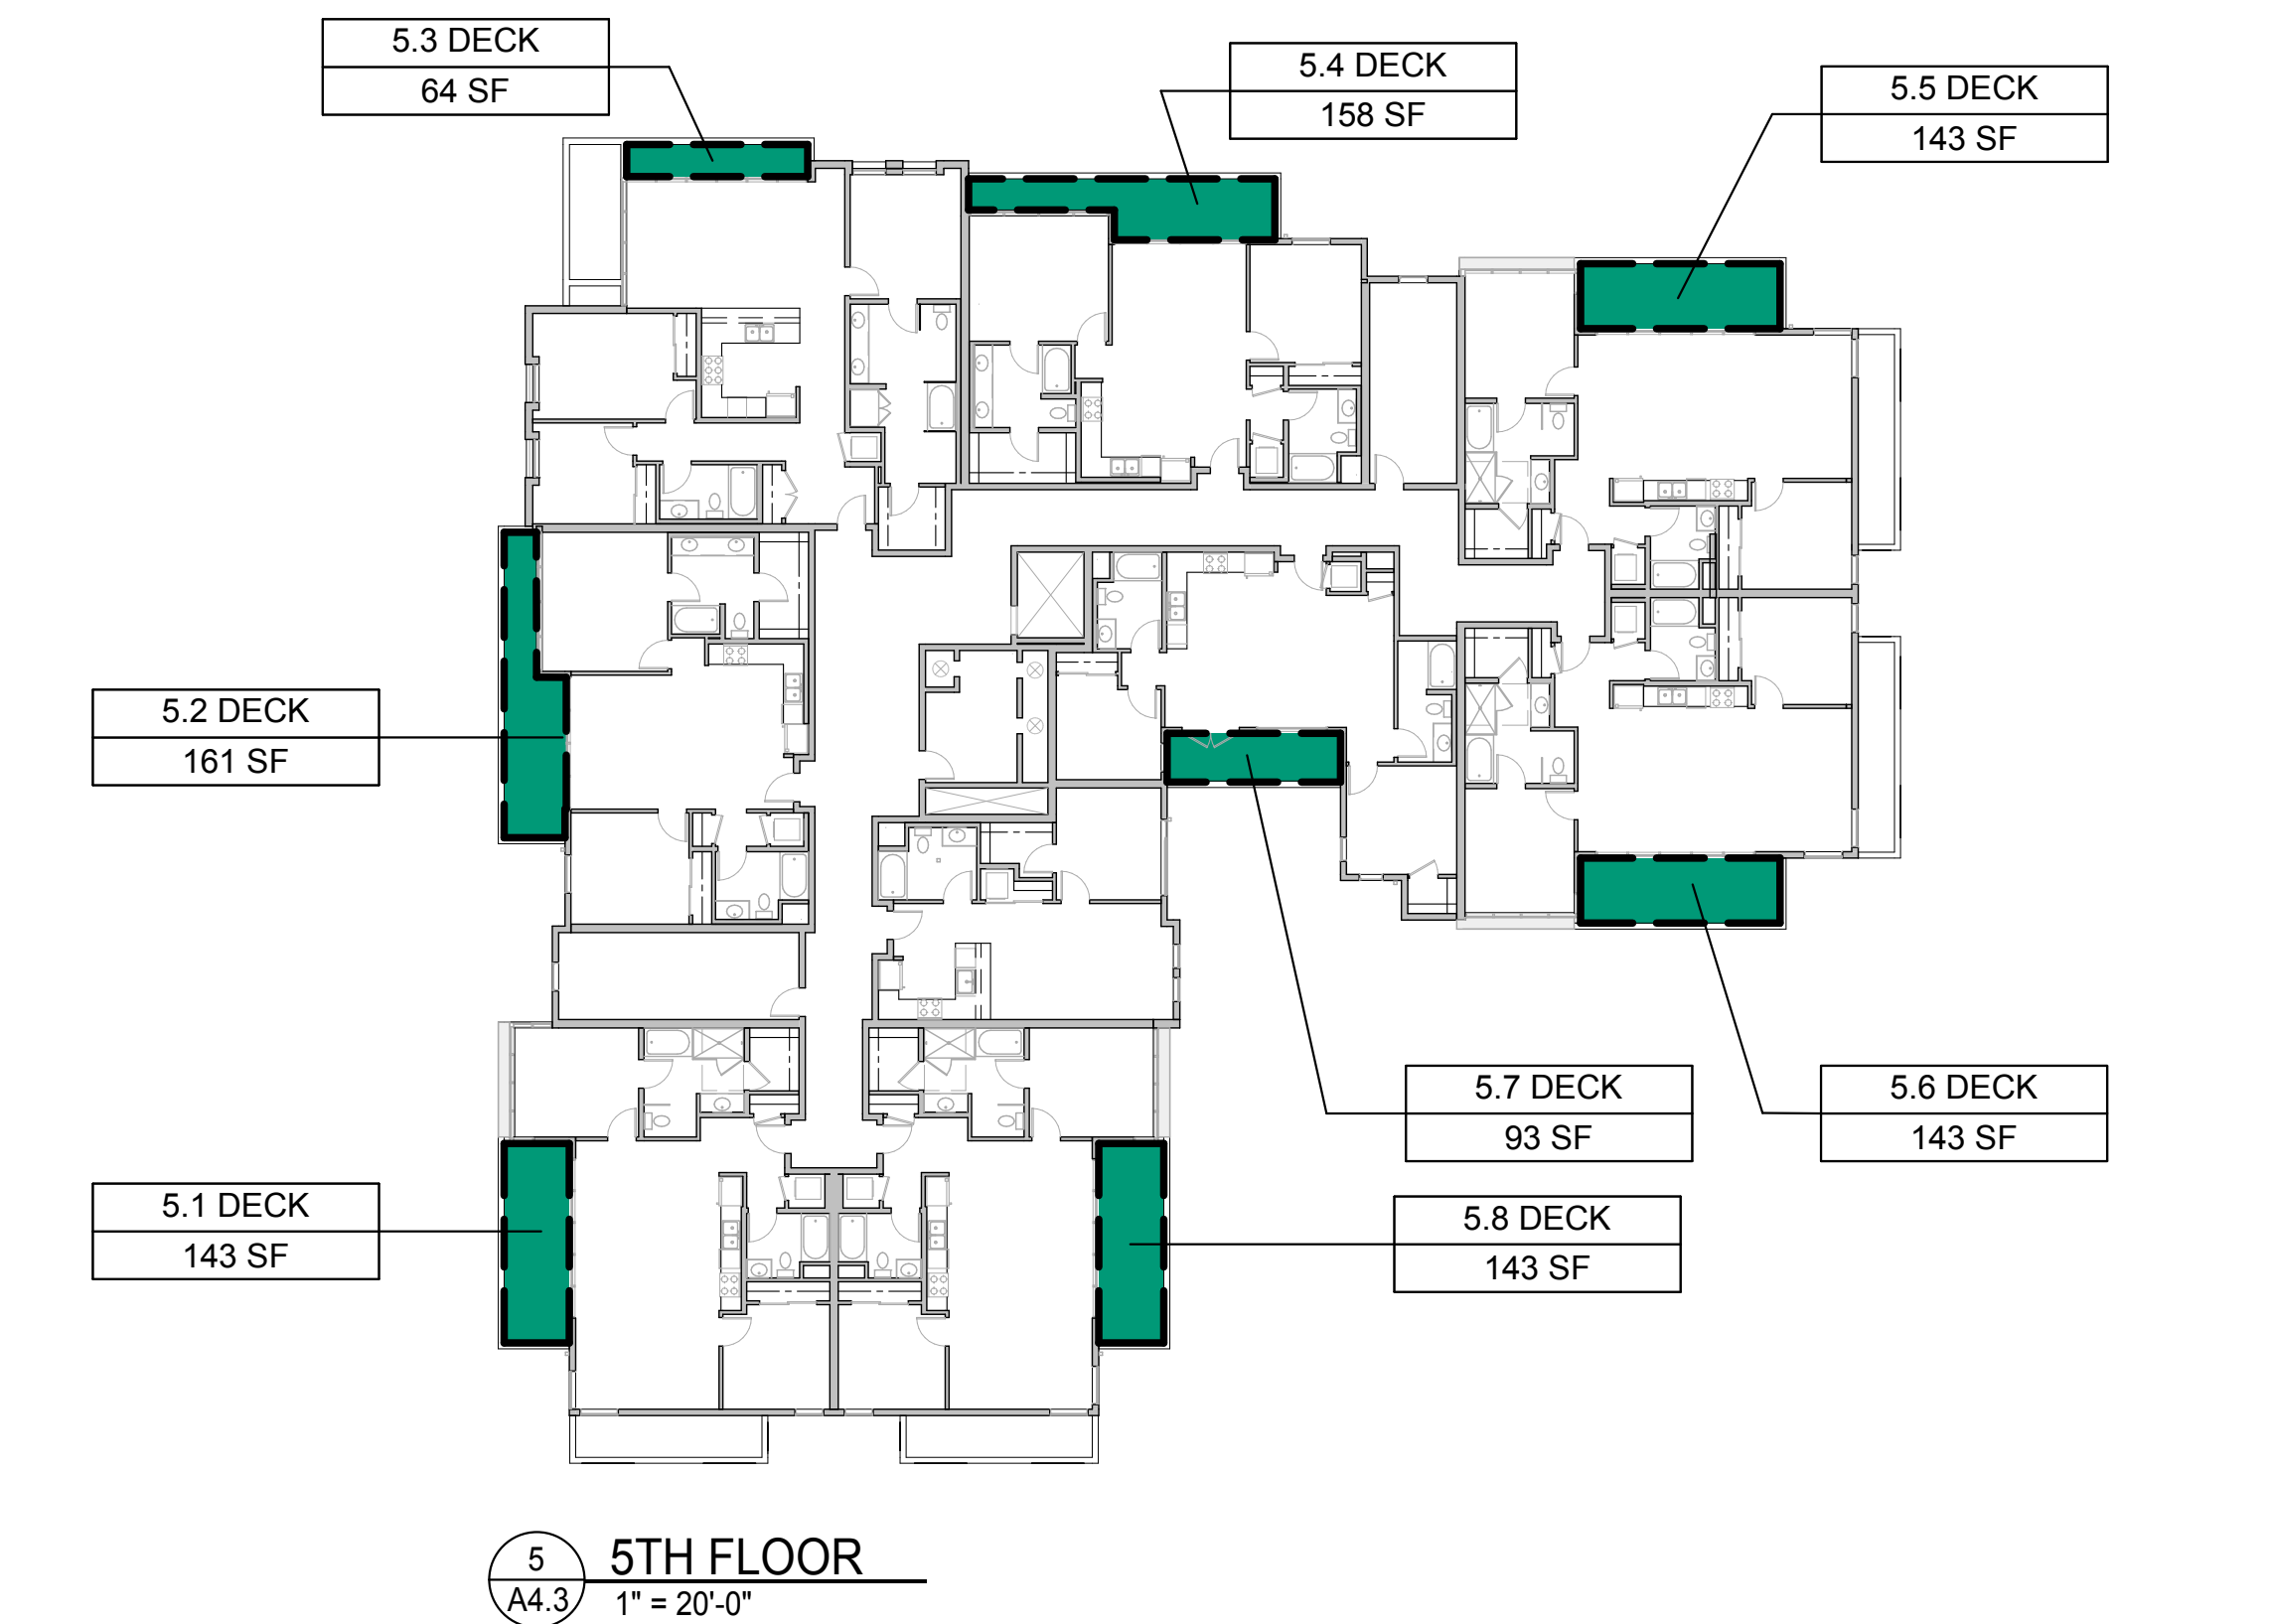 5.3 DECK
64 SF
5.4 DECK
158 SF
5.5 DECK
143 SF
5.2 DECK
161 SF
5.7 DECK
93 SF
5.6 DECK
143 SF
5.1 DECK
143 SF
5.8 DECK
143 SF
5
A4.3
5TH FLOOR
1" = 20'-0"